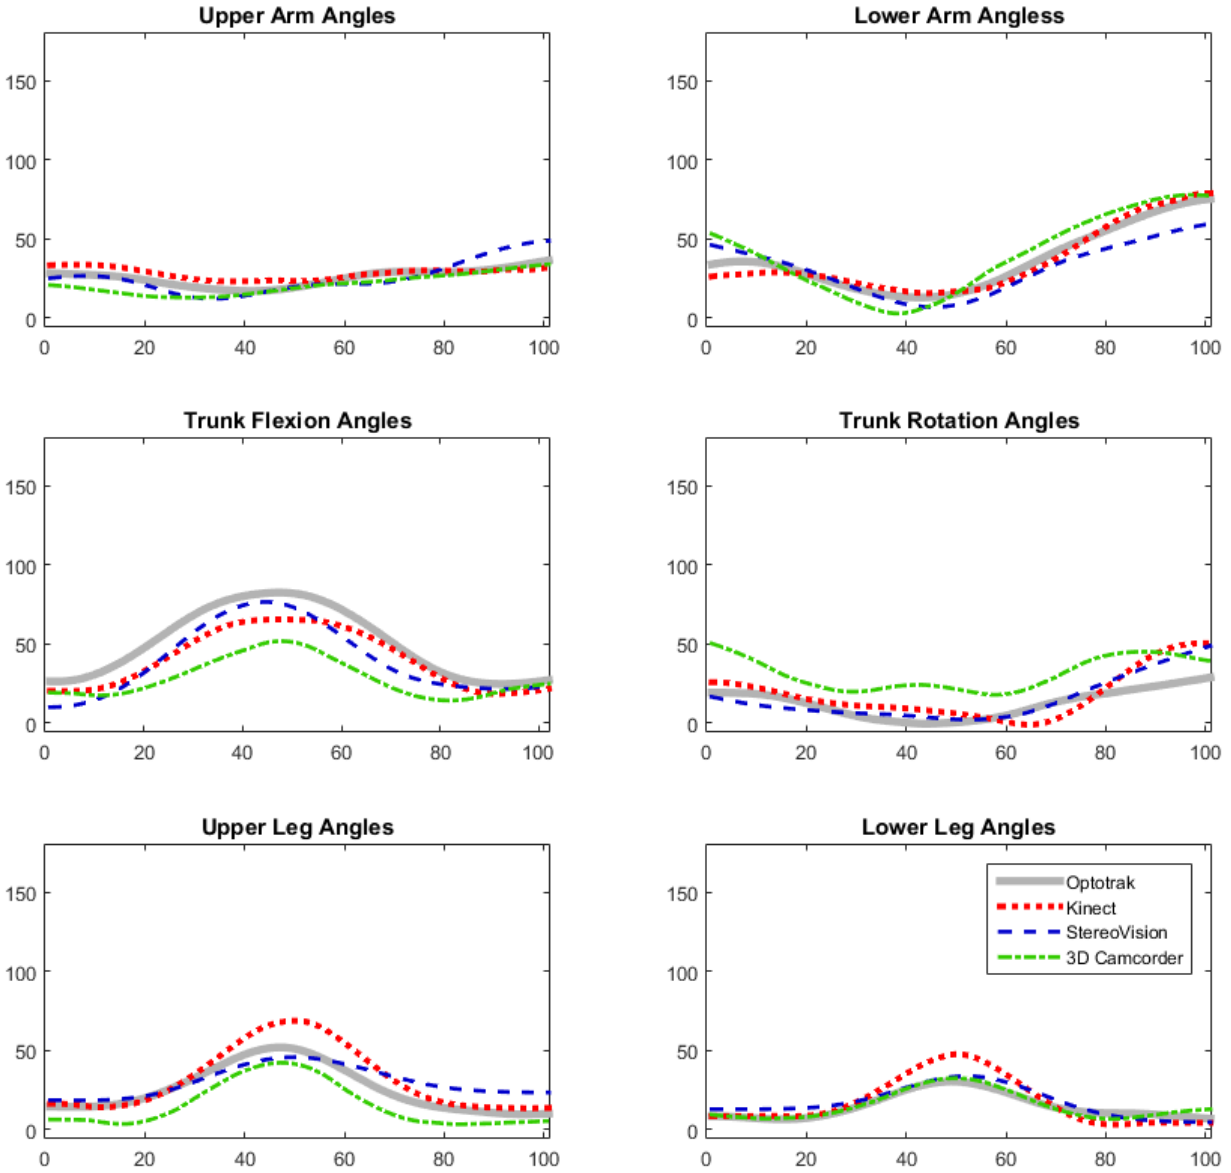 Upper Arm Angles
150
100
50
0
0 20 40 60 80 100
Lower Arm Angless
150
100
50
0
0 20 40 60 80 100
Trunk Flexion Angles
150
100
50
0
0 20 40 60 80 100
Trunk Rotation Angles
150
100
50
0
0 20 40 60 80 100
Upper Leg Angles
150
100
50
0
0 20 40 60 80 100
Lower Leg Angles
150
100
50
0
0 20 40 60 80 100
Optotrak
Kinect
StereoVision
3D Camcorder